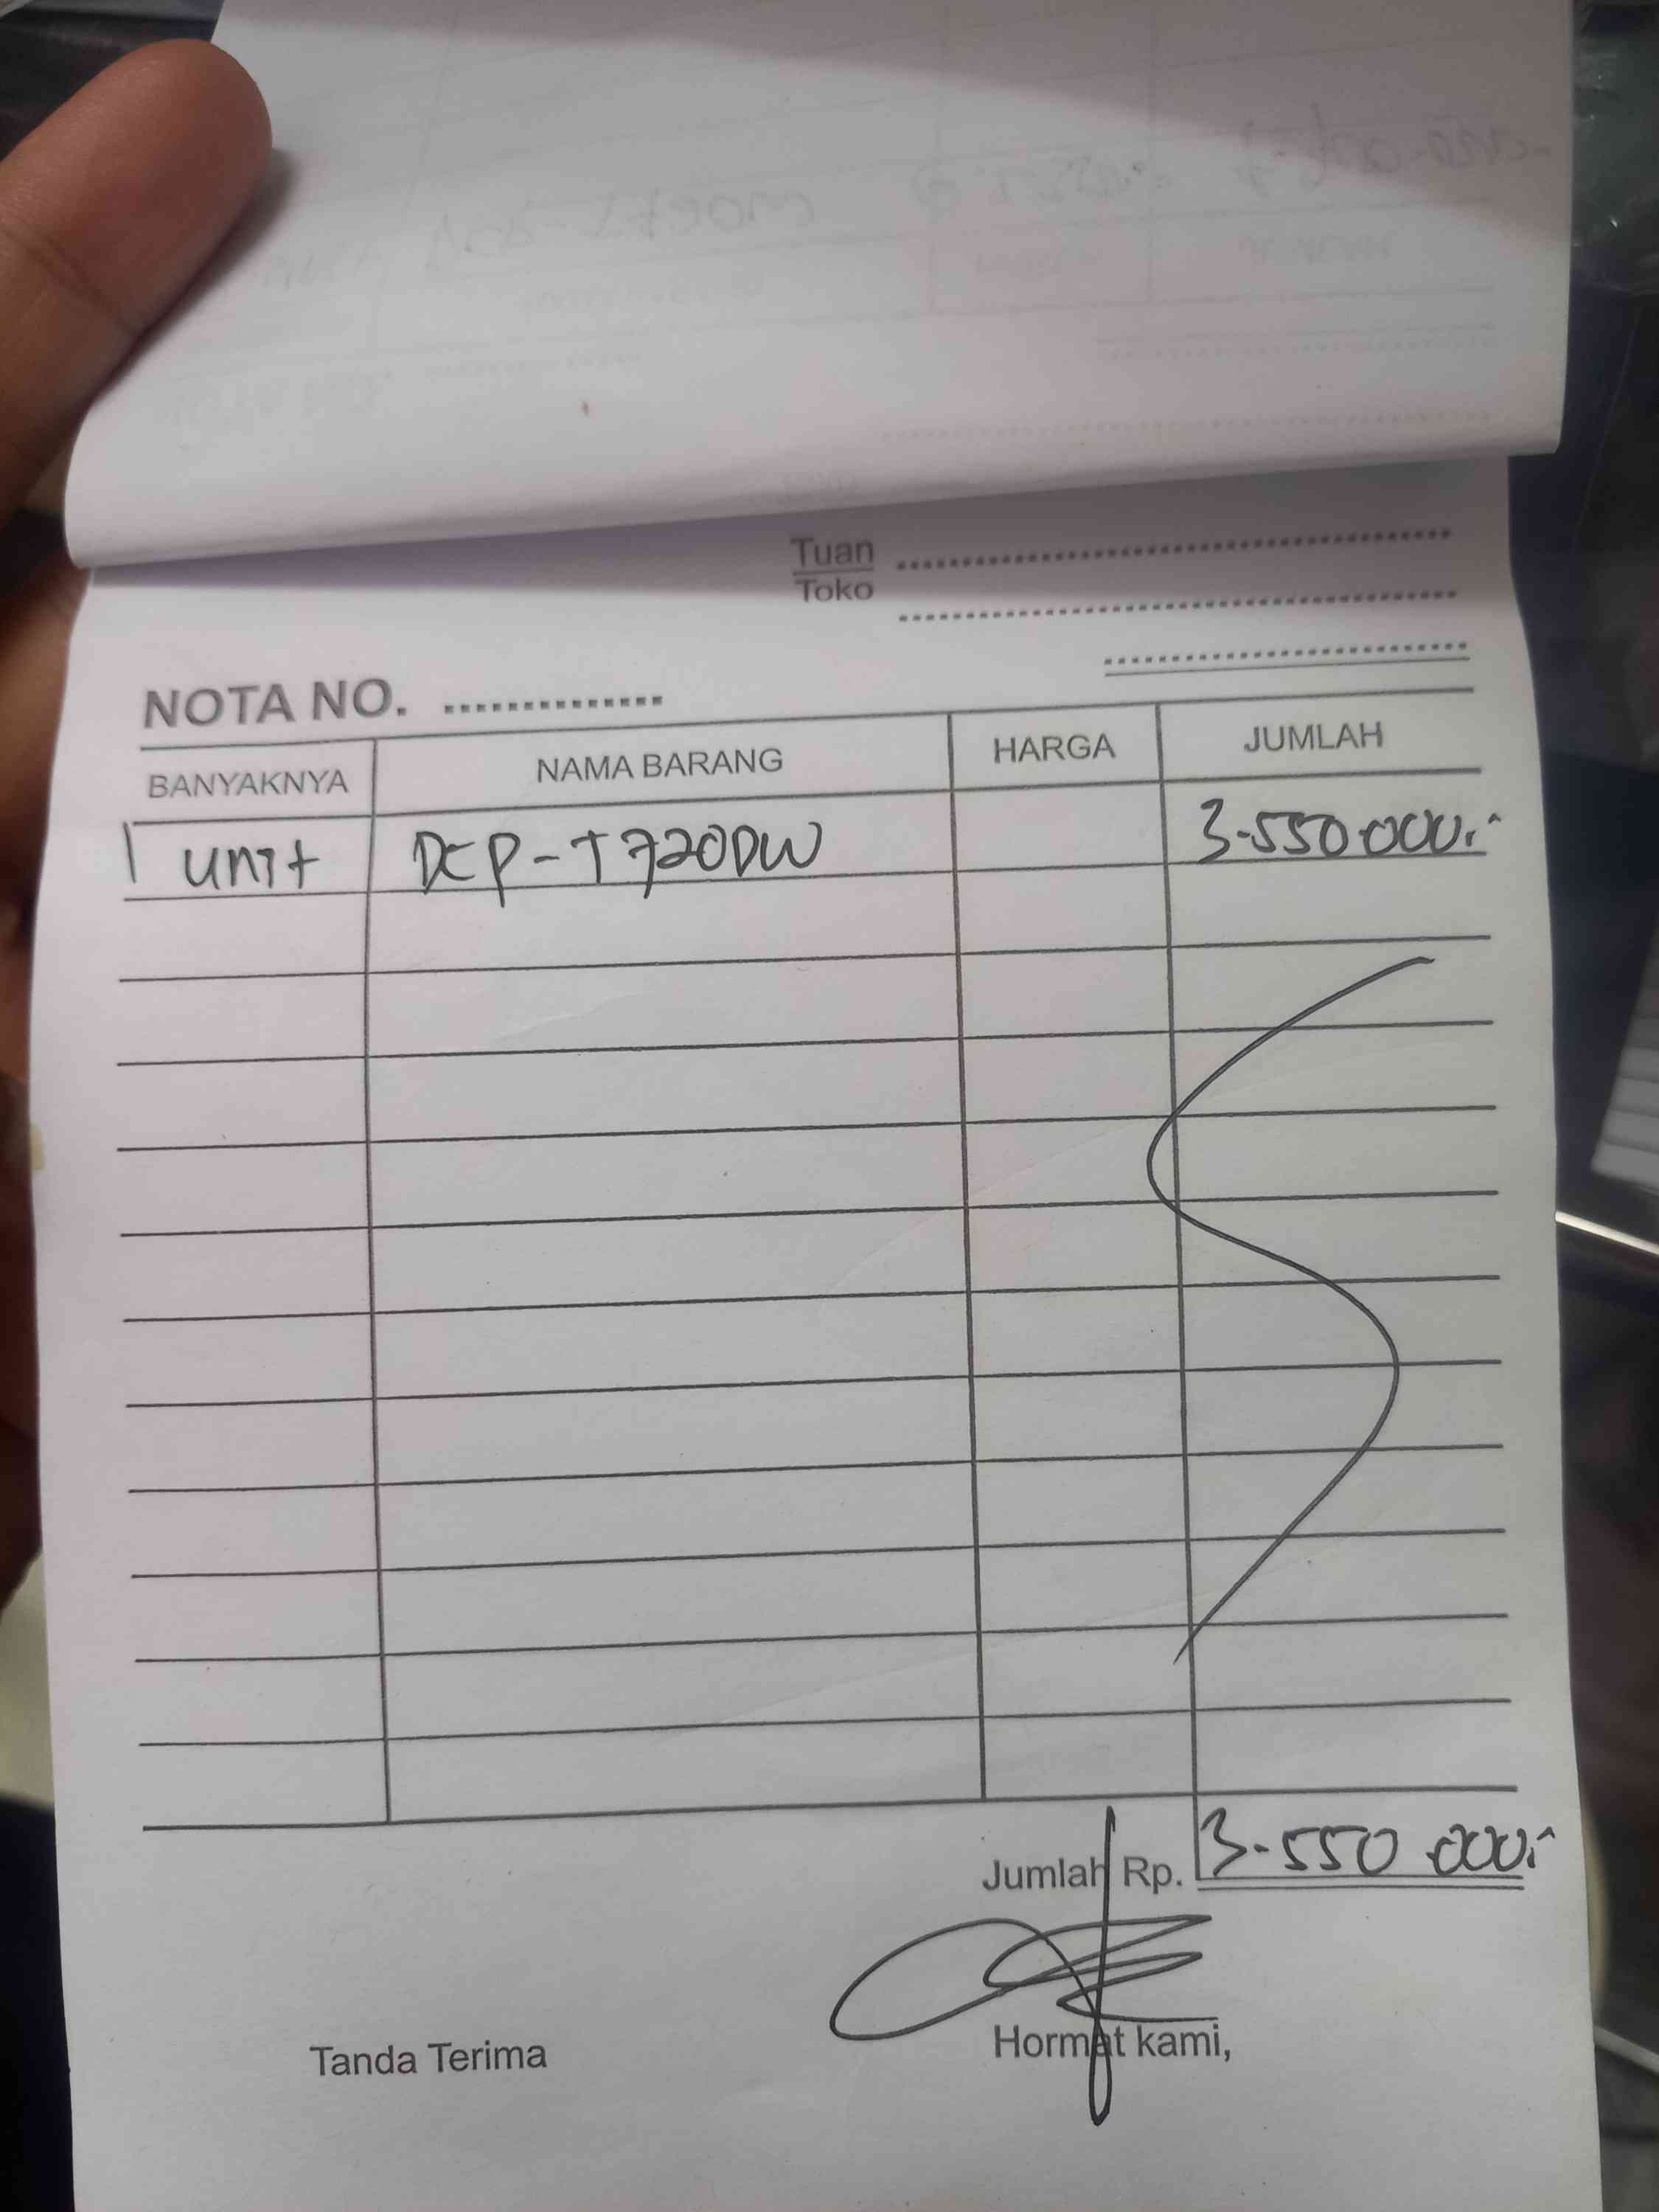 Tuan
Toko
NOTA NO. ..............
BANYAKNYA NAMA BARANG HARGA JUMLAH
1 unit DCP-T720DW 3.550.000,-
Jumlah Rp. 3.550.000,-
Tanda Terima Hormat kami,